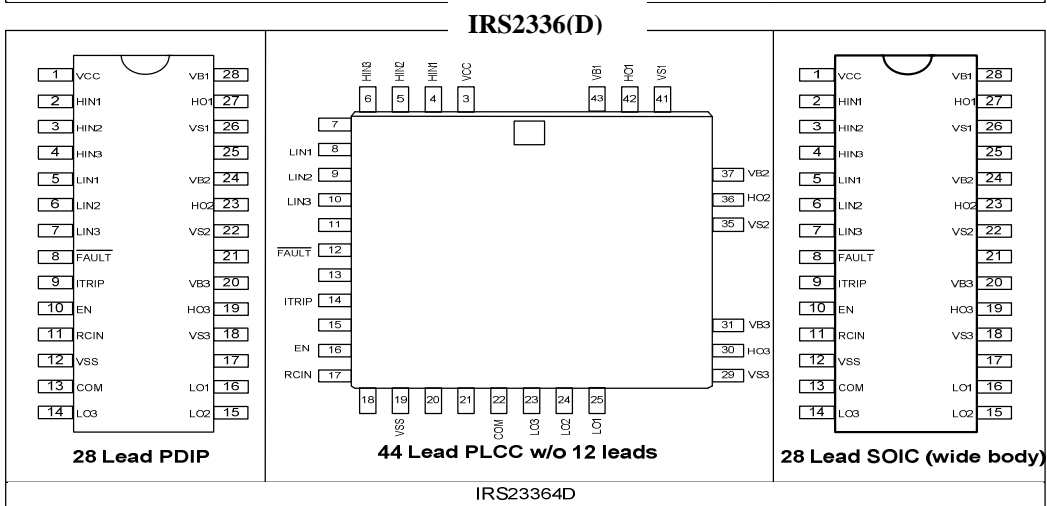 IRS2336(D)
1 VCC VB1 28
2 HIN1 HO1 27
3 HIN2 VS1 26
4 HIN3 25
5 LIN1 VB2 24
6 LIN2 HO2 23
7 LIN3 VS2 22
8 FAULT 21
9 ITRIP VB3 20
10 EN HO3 19
11 RCIN VS3 18
12 VSS 17
13 COM LO1 16
14 LO3 LO2 15
28 Lead PDIP
HIN3 HIN2 HIN1 VCC VB1 HO1 VS1
6 5 4 3 43 42 41
7
LIN1 8
LIN2 9 37 VB2
LIN3 10 36 HO2
11 35 VS2
FAULT 12
13
ITRIP 14
15 31 VB3
EN 16 30 HO3
RCIN 17 29 VS3
18 19 20 21 22 23 24 25
VSS COM LO3 LO2 LO1
44 Lead PLCC w/o 12 leads
1 VCC VB1 28
2 HIN1 HO1 27
3 HIN2 VS1 26
4 HIN3 25
5 LIN1 VB2 24
6 LIN2 HO2 23
7 LIN3 VS2 22
8 FAULT 21
9 ITRIP VB3 20
10 EN HO3 19
11 RCIN VS3 18
12 VSS 17
13 COM LO1 16
14 LO3 LO2 15
28 Lead SOIC (wide body)
IRS23364D